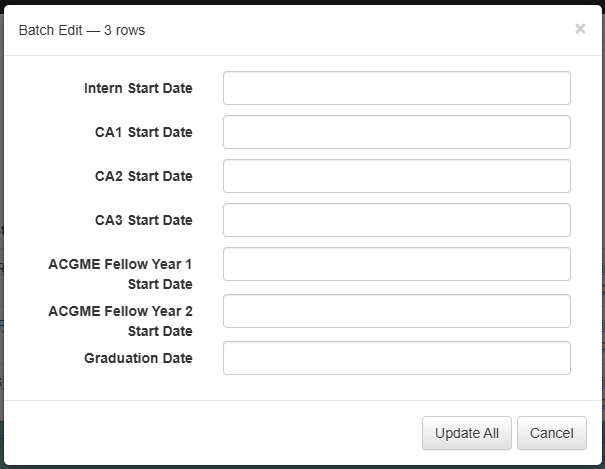 Batch Edit — 3 rows
×
Intern Start Date
CA1 Start Date
CA2 Start Date
CA3 Start Date
ACGME Fellow Year 1
Start Date
ACGME Fellow Year 2
Start Date
Graduation Date
Update All
Cancel